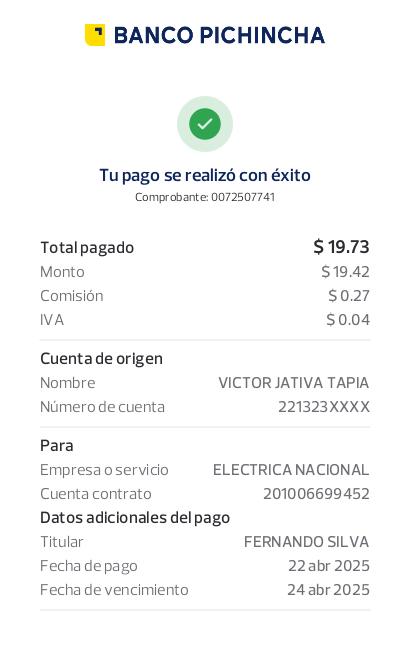 BANCO PICHINCHA
Tu pago se realizó con éxito
Comprobante: 0072507741
Total pagado $ 19.73
Monto $ 19.42
Comisión $ 0.27
IVA $ 0.04
Cuenta de origen
Nombre VICTOR JATIVA TAPIA
Número de cuenta 221323XXXX
Para
Empresa o servicio ELECTRICA NACIONAL
Cuenta contrato 201006699452
Datos adicionales del pago
Titular FERNANDO SILVA
Fecha de pago 22 abr 2025
Fecha de vencimiento 24 abr 2025